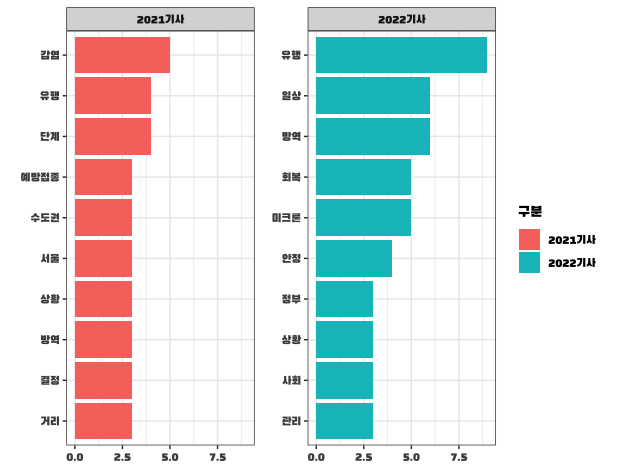 2021기사
2022기사
감염
유행
단계
예방접종
수도권
서울
상황
방역
결정
거리
0.0 2.5 5.0 7.5
유행
일상
방역
회복
미크론
안정
정부
상황
사회
관리
0.0 2.5 5.0 7.5
구분
2021기사
2022기사